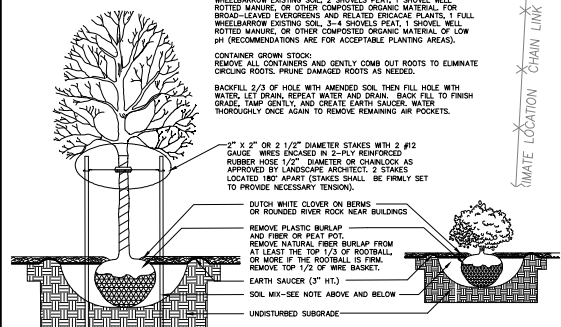 WHEELBARROW EXISTING SOIL, 2 SHOVELS PEAT, 1 SHOVEL WELL
ROTTED MANURE, OR OTHER COMPOSTED ORGANIC MATERIAL. FOR
BROAD-LEAVED EVERGREENS AND RELATED ERICACAE PLANTS, 1 FULL
WHEELBARROW EXISTING SOIL, 3-4 SHOVELS PEAT, 1 SHOVEL WELL
ROTTED MANURE, OR OTHER COMPOSTED ORGANIC MATERIAL OF LOW
pH (RECOMMENDATIONS ARE FOR ACCEPTABLE PLANTING AREAS).
CONTAINER GROWN STOCK:
REMOVE ALL CONTAINERS AND GENTLY COMB OUT ROOTS TO ELIMINATE
CIRCLING ROOTS. PRUNE DAMAGED ROOTS AS NEEDED.
BACKFILL 2/3 OF HOLE WITH AMENDED SOIL THEN FILL HOLE WITH
WATER, LET DRAIN, REPEAT WATER AND DRAIN. BACK FILL TO FINISH
GRADE, TAMP GENTLY, AND CREATE EARTH SAUCER. WATER
THOROUGHLY ONCE AGAIN TO REMOVE REMAINING AIR POCKETS.
2" X 2" OR 2 1/2" DIAMETER STAKES WITH 2 #12
GAUGE WIRES ENCASED IN 2-PLY REINFORCED
RUBBER HOSE 1/2" DIAMETER OR CHAINLOCK AS
APPROVED BY LANDSCAPE ARCHITECT. 2 STAKES
LOCATED 180° APART (STAKES SHALL BE FIRMLY SET
TO PROVIDE NECESSARY TENSION).
DUTCH WHITE CLOVER ON BERMS
OR ROUNDED RIVER ROCK NEAR BUILDINGS
REMOVE PLASTIC BURLAP
AND FIBER OR PEAT POT.
REMOVE NATURAL FIBER BURLAP FROM
AT LEAST THE TOP 1/3 OF ROOTBALL,
OR MORE IF THE ROOTBALL IS FIRM.
REMOVE TOP 1/2 OF WIRE BASKET.
EARTH SAUCER (3" HT.)
SOIL MIX-SEE NOTE ABOVE AND BELOW
UNDISTURBED SUBGRADE
IMATE LOCATION CHAIN LINK